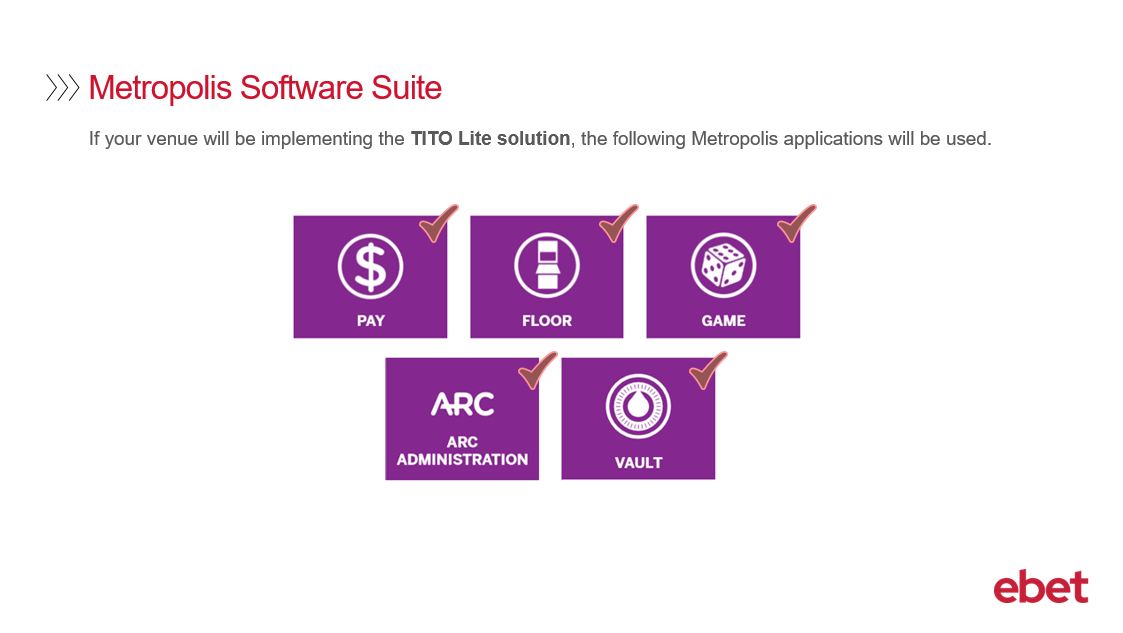 Metropolis Software Suite
If your venue will be implementing the TITO Lite solution, the following Metropolis applications will be used.
$
PAY
FLOOR
GAME
ARC
ARC
ADMINISTRATION
VAULT
ebet